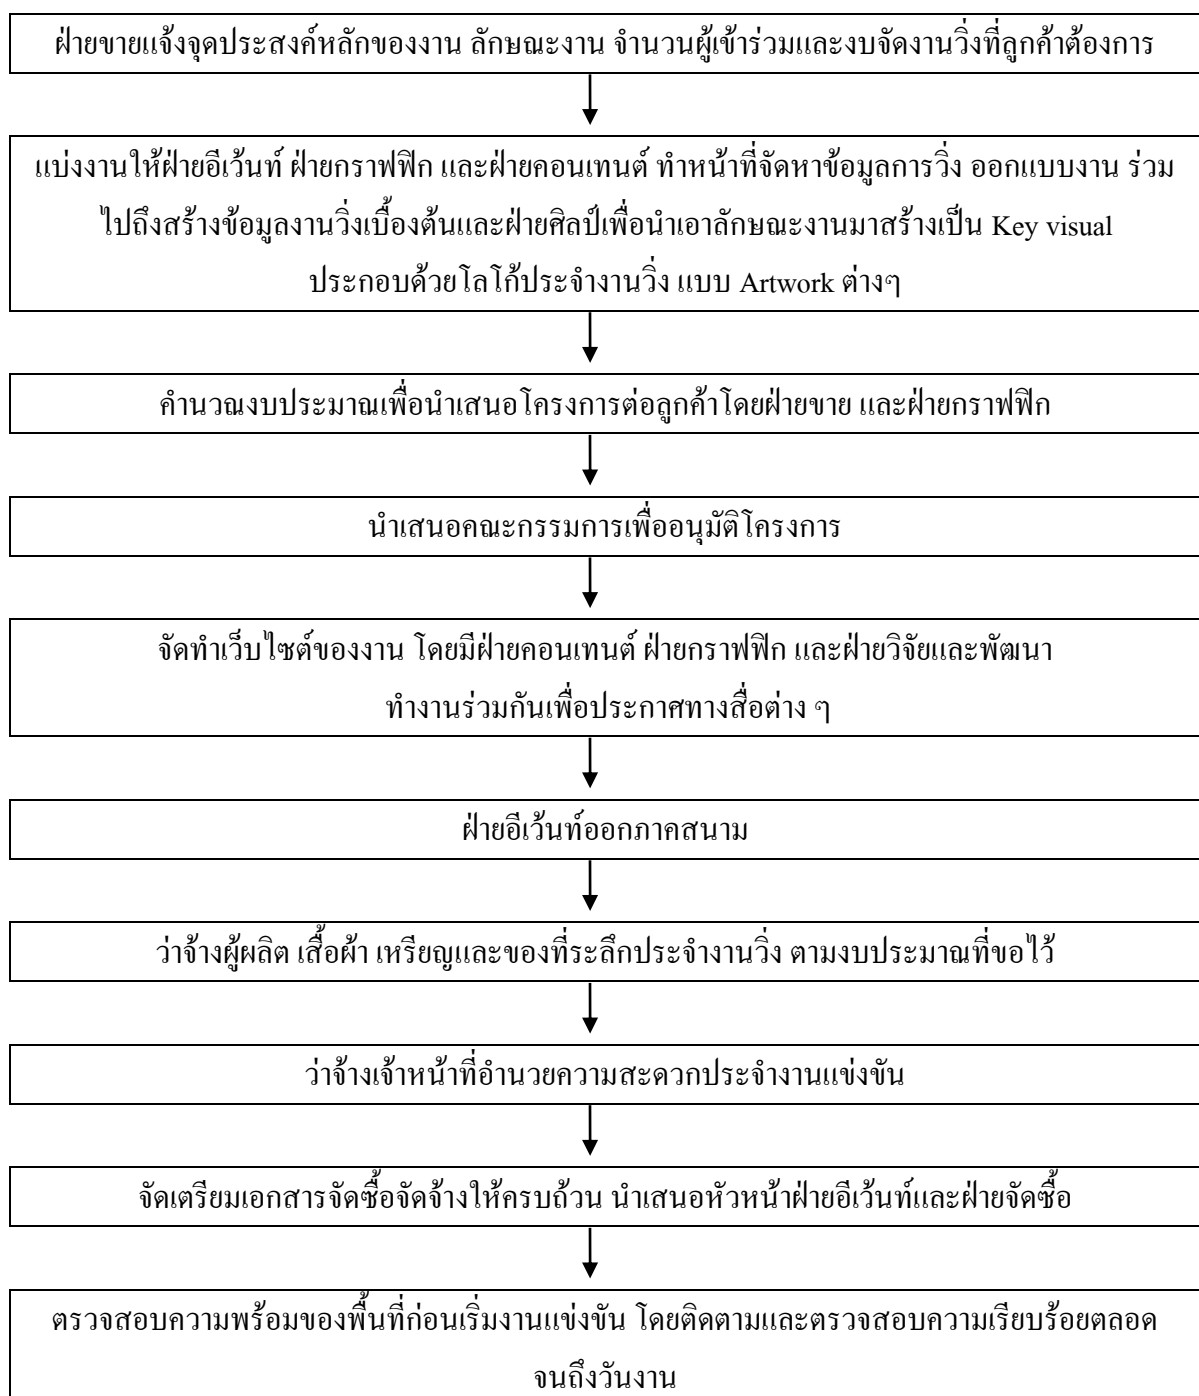 ฝ่ายขายแจ้งจุดประสงค์หลักของงาน ลักษณะงาน จำนวนผู้เข้าร่วมและงบจัดงานวิ่งที่ลูกค้าต้องการ
แบ่งงานให้ฝ่ายอีเว้นท์ ฝ่ายกราฟฟิก และฝ่ายคอนเทนต์ ทำหน้าที่จัดหาข้อมูลการวิ่ง ออกแบบงาน ร่วม
ไปถึงสร้างข้อมูลงานวิ่งเบื้องต้นและฝ่ายศิลป์เพื่อนำเอาลักษณะงานมาสร้างเป็น Key visual
ประกอบด้วยโลโก้ประจำงานวิ่ง แบบ Artwork ต่างๆ
คำนวณงบประมาณเพื่อนำเสนอโครงการต่อลูกค้าโดยฝ่ายขาย และฝ่ายกราฟฟิก
นำเสนอคณะกรรมการเพื่ออนุมัติโครงการ
จัดทำเว็บไซต์ของงาน โดยมีฝ่ายคอนเทนต์ ฝ่ายกราฟฟิก และฝ่ายวิจัยและพัฒนา
ทำงานร่วมกันเพื่อประกาศทางสื่อต่าง ๆ
ฝ่ายอีเว้นท์ออกภาคสนาม
ว่าจ้างผู้ผลิต เสื้อผ้า เหรียญและของที่ระลึกประจำงานวิ่ง ตามงบประมาณที่ขอไว้
ว่าจ้างเจ้าหน้าที่อำนวยความสะดวกประจำงานแข่งขัน
จัดเตรียมเอกสารจัดซื้อจัดจ้างให้ครบถ้วน นำเสนอหัวหน้าฝ่ายอีเว้นท์และฝ่ายจัดซื้อ
ตรวจสอบความพร้อมของพื้นที่ก่อนเริ่มงานแข่งขัน โดยติดตามและตรวจสอบความเรียบร้อยตลอด
จนถึงวันงาน